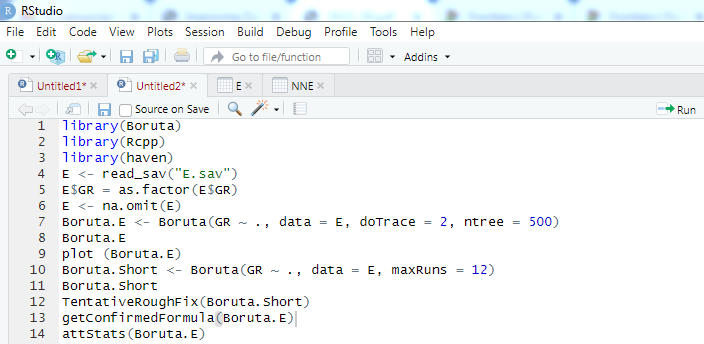 RStudio
File Edit Code View Plots Session Build Debug Profile Tools Help
Go to file/function Addins
Untitled1* Untitled2* E NNE
Source on Save Run
1 library(Boruta)
2 library(Rcpp)
3 library(haven)
4 E <- read_sav("E.sav")
5 E$GR = as.factor(E$GR)
6 E <- na.omit(E)
7 Boruta.E <- Boruta(GR ~ ., data = E, doTrace = 2, ntree = 500)
8 Boruta.E
9 plot (Boruta.E)
10 Boruta.Short <- Boruta(GR ~ ., data = E, maxRuns = 12)
11 Boruta.Short
12 TentativeRoughFix(Boruta.Short)
13 getConfirmedFormula(Boruta.E)
14 attStats(Boruta.E)